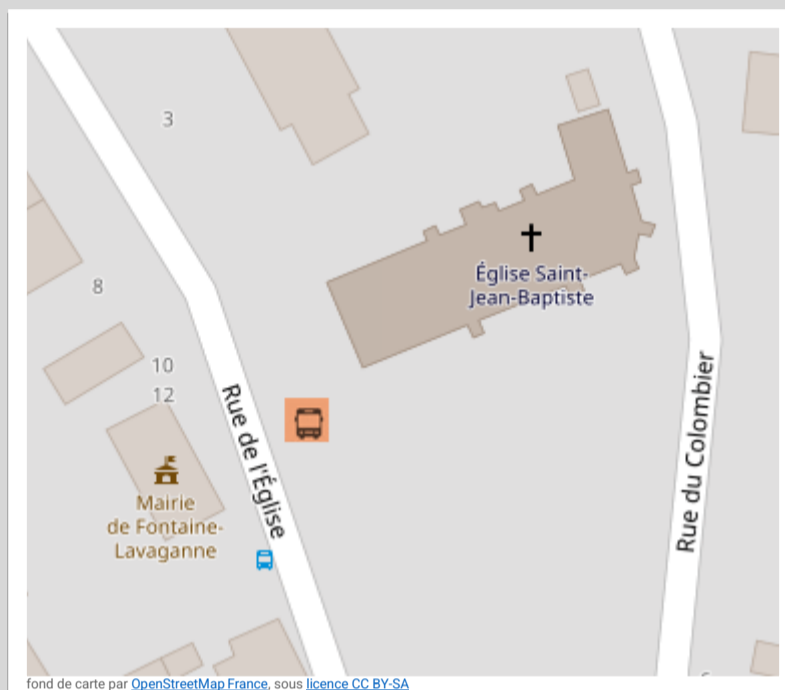 3
Église Saint-
Jean-Baptiste
8
10
12
Rue de l'Église
Rue du Colombier
Mairie
de Fontaine-
Lavaganne
fond de carte par OpenStreetMap France, sous licence CC BY-SA